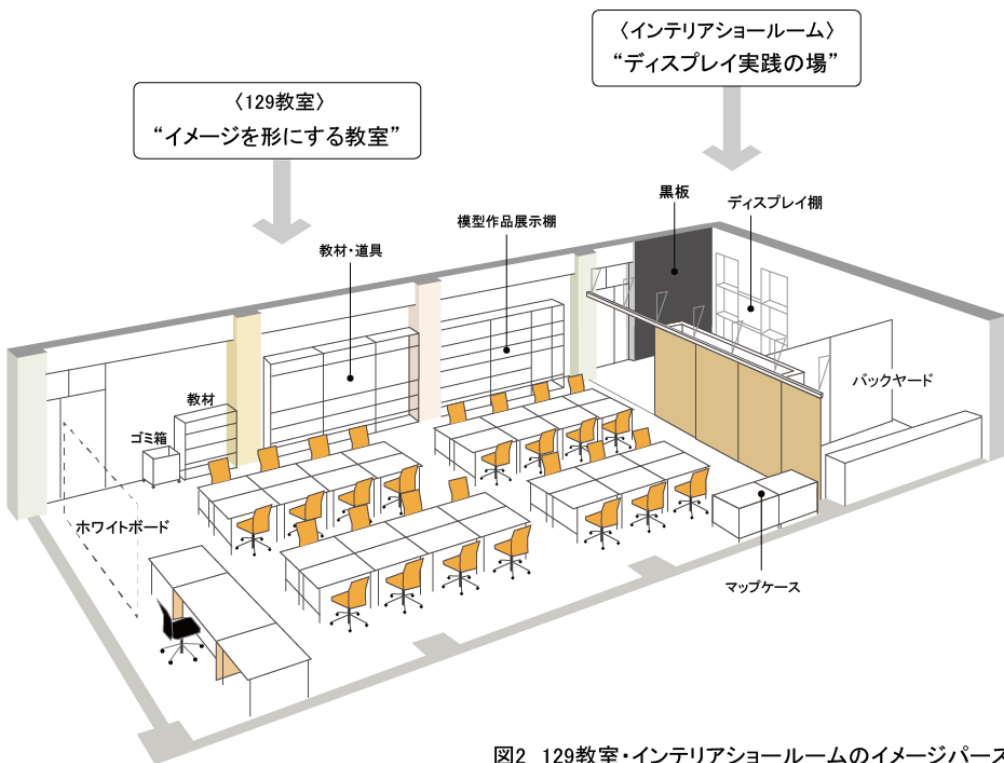 〈インテリアショールーム〉
“ディスプレイ実践の場”
〈129教室〉
“イメージを形にする教室”
黒板
ディスプレイ棚
模型作品展示棚
教材・道具
バックヤード
教材
ゴミ箱
ホワイトボード
マップケース
図2 129教室・インテリアショールームのイメージパース